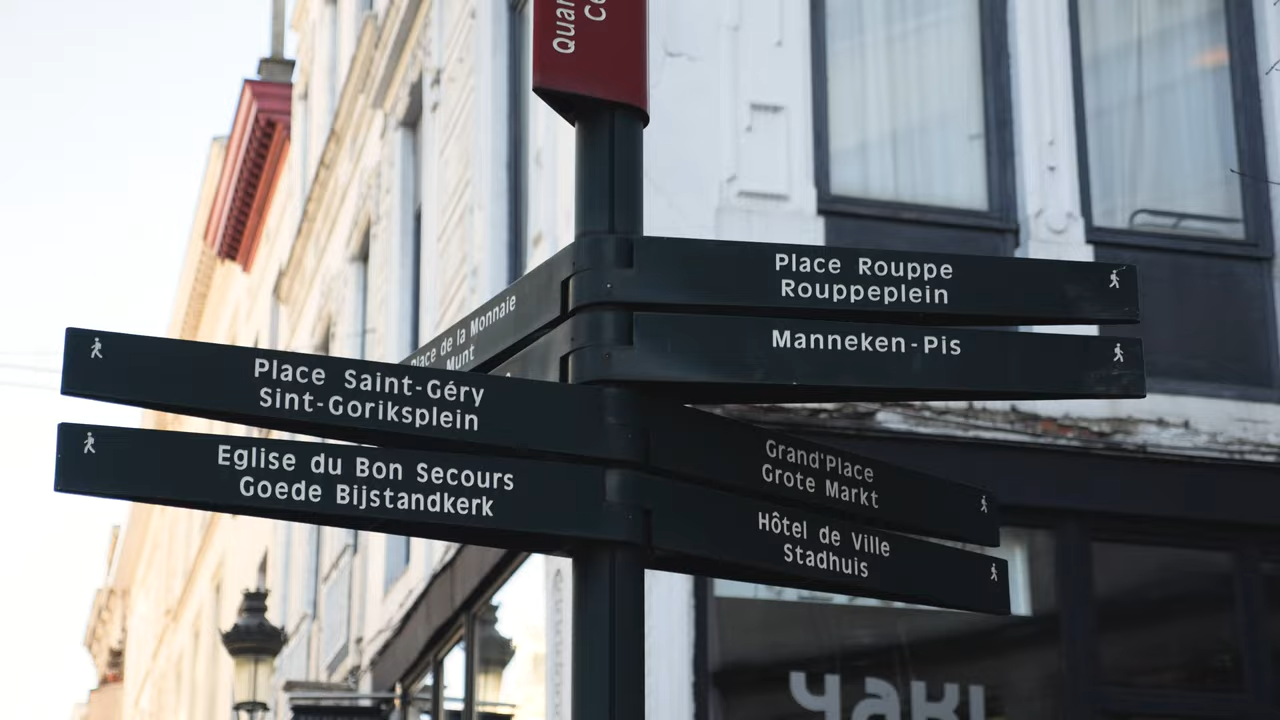 Place Rouppe
Rouppeplein
Manneken-Pis
Place de la Monnaie
Munt
Place Saint-Géry
Sint-Goriksplein
Eglise du Bon Secours
Goede Bijstandkerk
Grand'Place
Grote Markt
Hôtel de Ville
Stadhuis